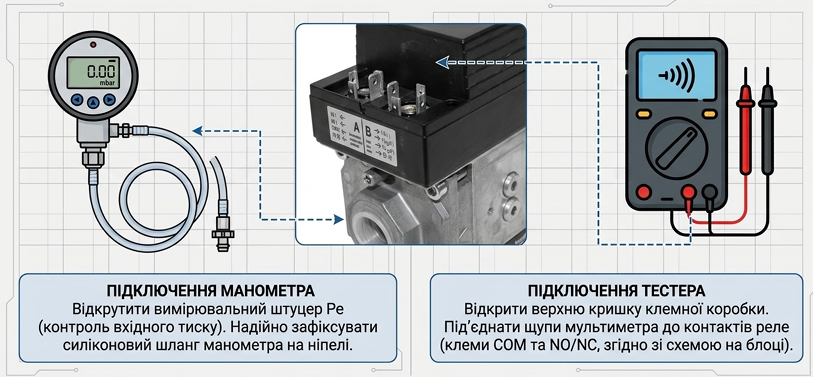 0.00
mbar
A B
ПІДКЛЮЧЕННЯ МАНОМЕТРА
Відкрутити вимірювальний штуцер Pe
(контроль вхідного тиску). Надійно зафіксувати
силіконовий шланг манометра на ніпелі.
ПІДКЛЮЧЕННЯ ТЕСТЕРА
Відкрити верхню кришку клемної коробки.
Під’єднати щупи мультиметра до контактів реле
(клеми COM та NO/NC, згідно зі схемою на блоці).